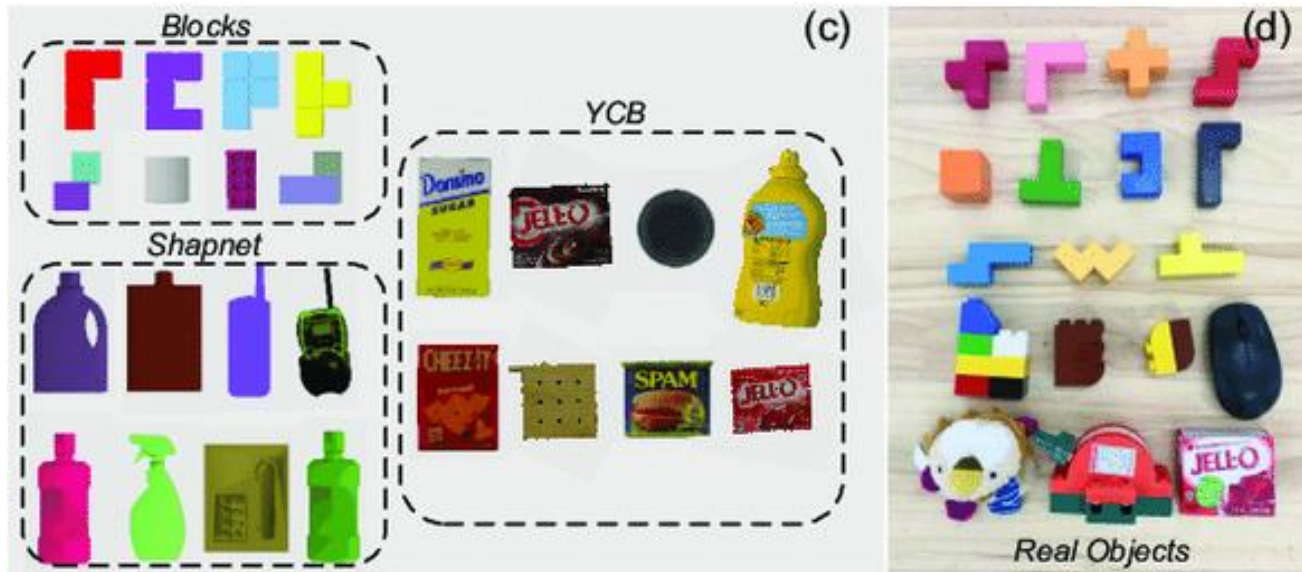 Blocks
(c)
(d)
YCB
Domino
SUGAR
JELL-O
Shapnet
CHEEZ-IT
SPAM
JELL-O
JELL-O
Real Objects